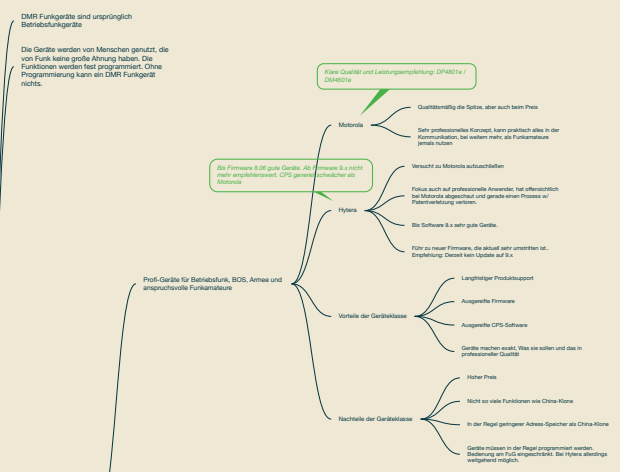 DMR Funkgeräte sind ursprünglich
Betriebsfunkgeräte
Die Geräte werden von Menschen genutzt, die
von Funk keine große Ahnung haben. Die
Funktionen werden fest programmiert. Ohne
Programmierung kann ein DMR Funkgerät
nichts.
Profi-Geräte für Betriebsfunk, BOS, Armee und
anspruchsvolle Funkamateure
Klare Qualität und Leistungsempfehlung: DP4801e /
DM4601e
Motorola
Qualitätsmäßig die Spitze, aber auch beim Preis
Sehr professionelles Konzept, kann praktisch alles in der
Kommunikation, bei weitem mehr, als Funkamateure
jemals nutzen
Bis Firmware 8.06 gute Geräte. Ab Firmware 9.x nicht
mehr empfehlenswert. CPS generell schwächer als
Motorola
Hytera
Versucht zu Motorola aufzuschließen
Fokus auch auf professionelle Anwender, hat offensichtlich
bei Motorola abgeschaut und gerade einen Prozess w/
Patentverletzung verloren.
Bis Software 8.x sehr gute Geräte.
Führ zu neuer Firmware, die aktuell sehr umstritten ist..
Empfehlung: Derzeit kein Update auf 9.x
Vorteile der Geräteklasse
Langfristiger Produktsupport
Ausgereifte Firmware
Ausgereifte CPS-Software
Geräte machen exakt, Was sie sollen und das in
professioneller Qualität
Nachteile der Geräteklasse
Hoher Preis
Nicht so viele Funktionen wie China-Klone
In der Regel geringerer Adress-Speicher als China-Klone
Geräte müssen in der Regel programmiert werden.
Bedienung am FuG eingeschränkt. Bei Hytera allerdings
weitgehend möglich.